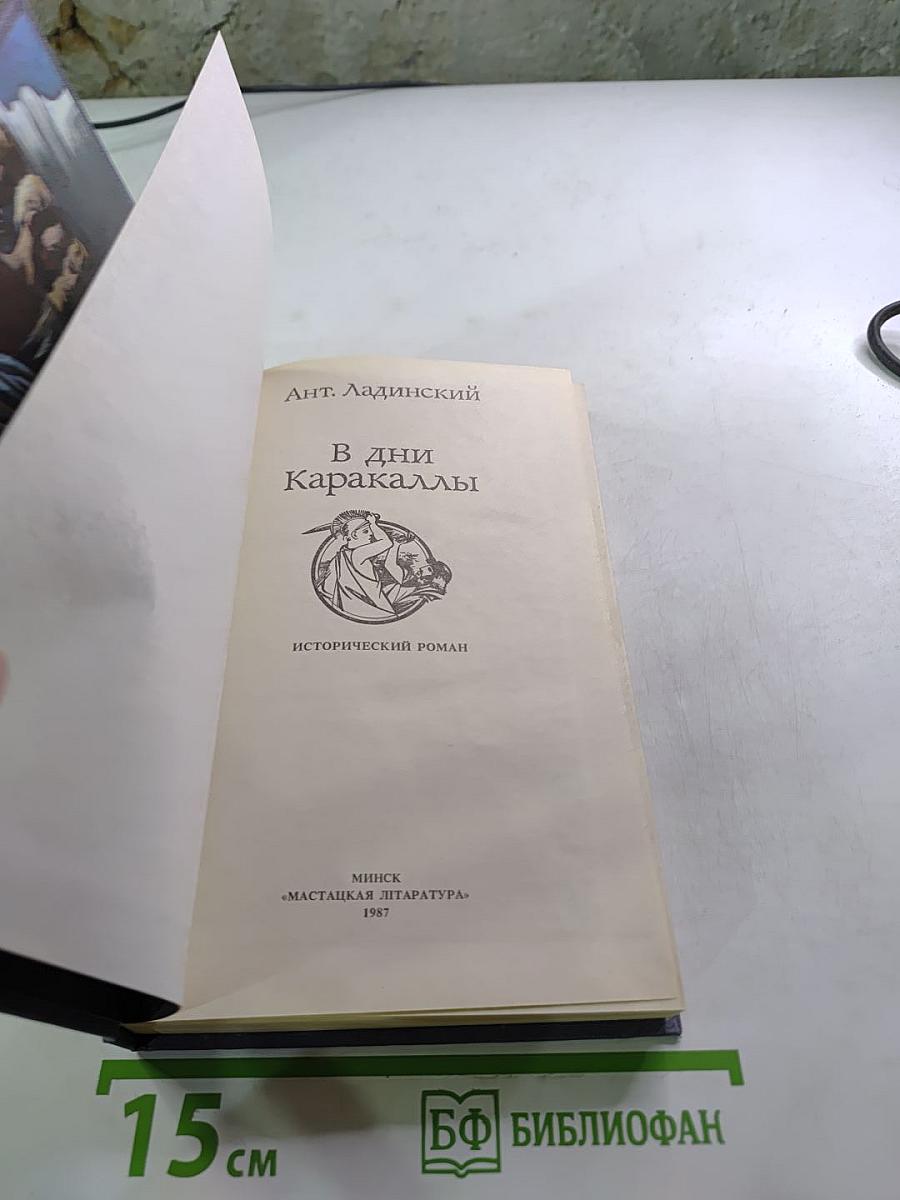 Ант. Ладинский
В дни
Каракаллы
ИСТОРИЧЕСКИЙ РОМАН
МИНСК
«МАСТАЦКАЯ ЛІТАРАТУРА»
1987
15 см
БФ БИБЛИОФАН